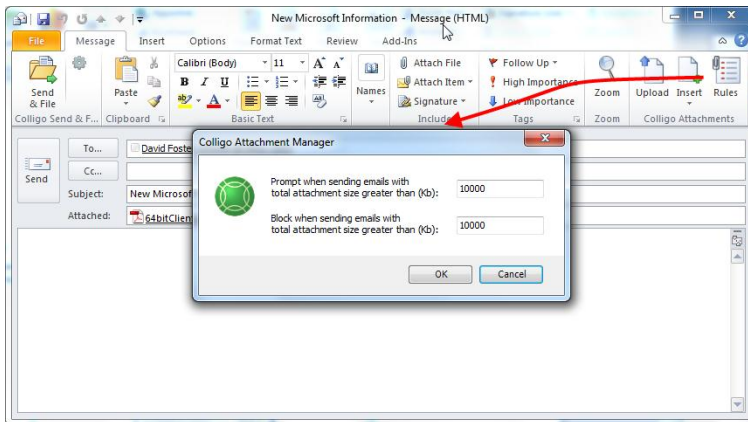 New Microsoft Information - Message (HTML)
File Message Insert Options Format Text Review Add-Ins
Calibri (Body) 11 A A Attach File Follow Up
B I U Attach Item High Importance
Send & File Paste A Names Signature Low Importance Zoom Upload Insert Rules
Colligo Send & F... Clipboard Basic Text Include Tags Zoom Colligo Attachments
To... David Foste
Cc...
Send
Subject: New Microsof
Attached: 64bitClien
Colligo Attachment Manager
Prompt when sending emails with
total attachment size greater than (Kb): 10000
Block when sending emails with
total attachment size greater than (Kb): 10000
OK Cancel